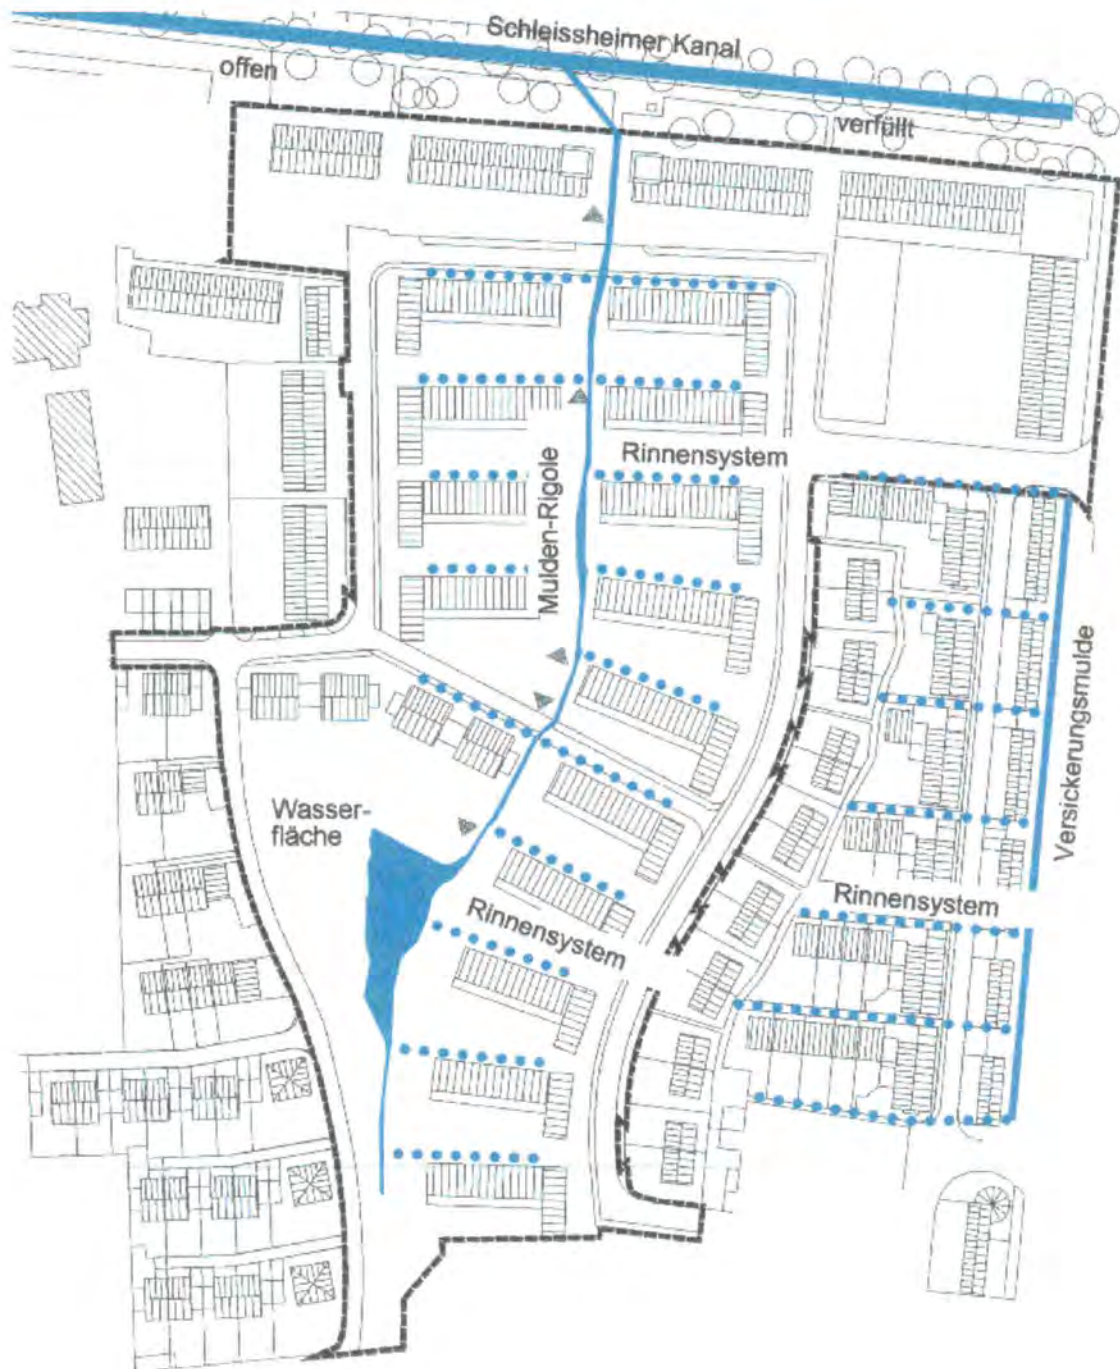 Schleissheimer Kanal
offen
verfüllt
Rinnensystem
Mulden-Rigole
Versickerungsmulde
Wasser-
fläche
Rinnensystem
Rinnensystem